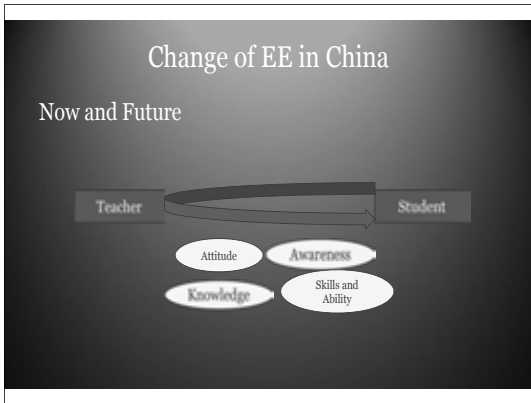 Change of EE in China
Now and Future
Teacher
Student
Attitude
Awareness
Knowledge
Skills and
Ability